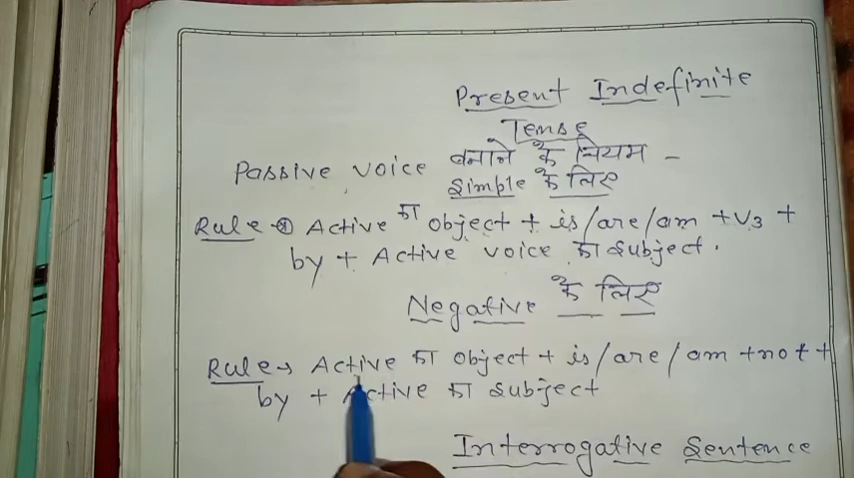 Present Indefinite
Tense
Passive voice बनाने के नियम -
Simple के लिए
Rule → Active का object + is/are/am + V3 +
by + Active voice का subject.
Negative के लिए
Rule → Active का object + is/are/am + not +
by + Active का subject
Interrogative Sentence